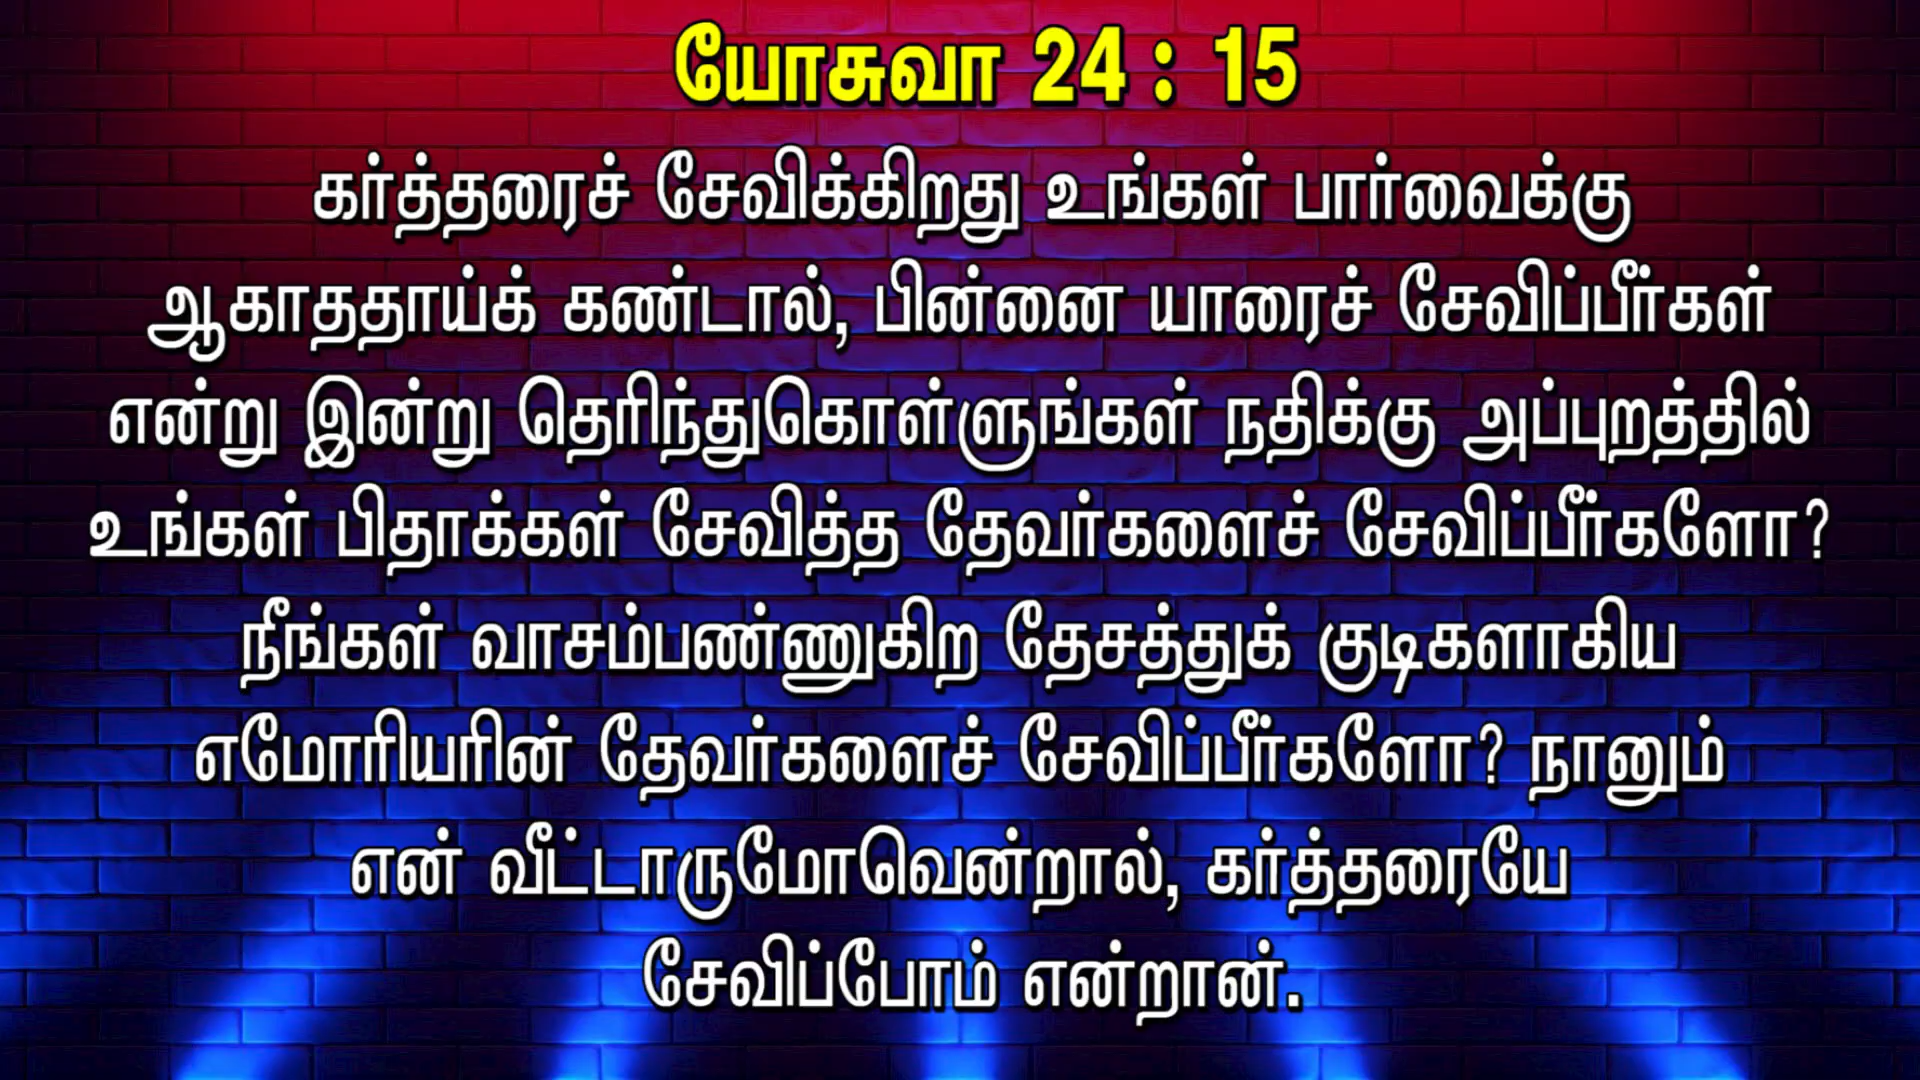 யோசுவா 24 : 15
கர்த்தரைச் சேவிக்கிறது உங்கள் பார்வைக்கு
ஆகாததாய்க் கண்டால், பின்னை யாரைச் சேவிப்பீர்கள்
என்று இன்று தெரிந்துகொள்ளுங்கள் நதிக்கு அப்புறத்தில்
உங்கள் பிதாக்கள் சேவித்த தேவர்களைச் சேவிப்பீர்களோ?
நீங்கள் வாசம்பண்ணுகிற தேசத்துக் குடிகளாகிய
எமோரியரின் தேவர்களைச் சேவிப்பீர்களோ? நானும்
என் வீட்டாருமோவென்றால், கர்த்தரையே
சேவிப்போம் என்றான்.